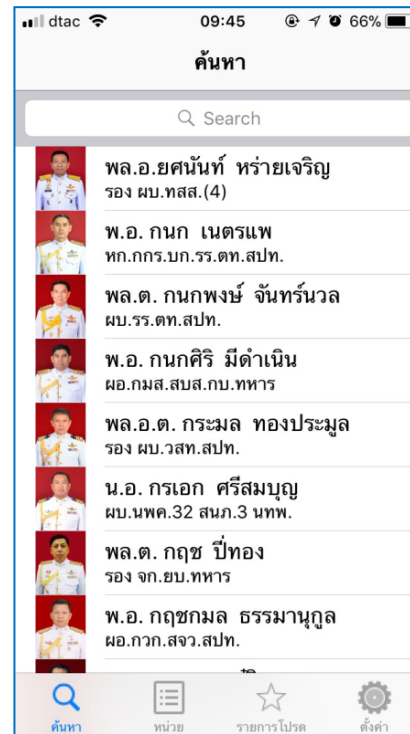 dtac 09:45 66%
ค้นหา
Search
พล.อ.ยศนันท์ หร่ายเจริญ
รอง ผบ.ทสส.(4)
พ.อ. กนก เนตรแพ
หก.กกร.บก.รร.ตท.สปท.
พล.ต. กนกพงษ์ จันทร์นวล
ผบ.รร.ตท.สปท.
พ.อ. กนกศิริ มีดำเนิน
ผอ.กมส.สบส.กบ.ทหาร
พล.อ.ต. กระมล ทองประมูล
รอง ผบ.วสท.สปท.
น.อ. กรเอก ศรีสมบุญ
ผบ.นพค.32 สนภ.3 นทพ.
พล.ต. กฤช ปี่ทอง
รอง จก.ยบ.ทหาร
พ.อ. กฤชกมล ธรรมานุกูล
ผอ.กวก.สจว.สปท.
ค้นหา หน่วย รายการโปรด ตั้งค่า